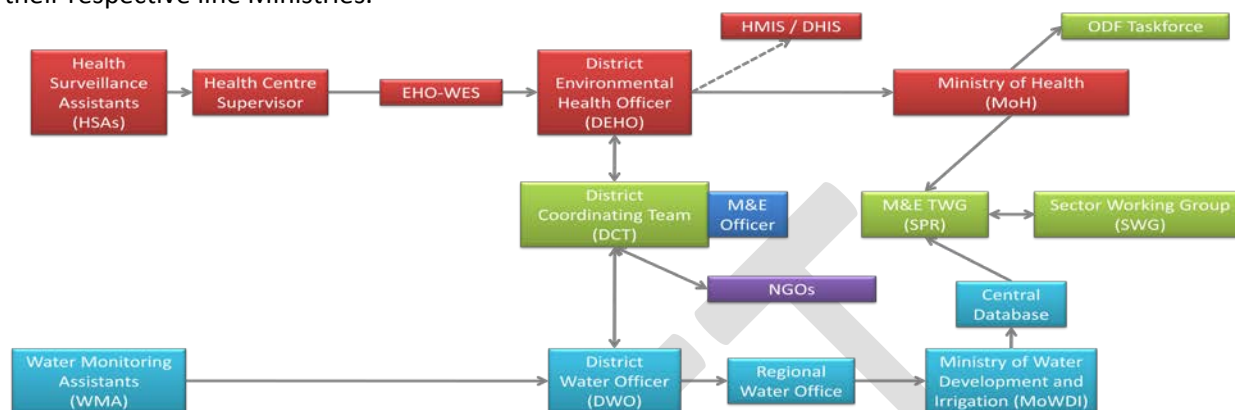 their respective line Ministries.
HMIS / DHIS
ODF Taskforce
Health
Surveillance
Assistants
(HSAs)
Health Centre
Supervisor
EHO-WES
District
Environmental
Health Officer
(DEHO)
Ministry of Health
(MoH)
District
Coordinating Team
(DCT)
M&E
Officer
M&E TWG
(SPR)
Sector Working Group
(SWG)
NGOs
Central
Database
Water Monitoring
Assistants
(WMA)
District
Water Officer
(DWO)
Regional
Water Office
Ministry of Water
Development and
Irrigation (MoWDI)